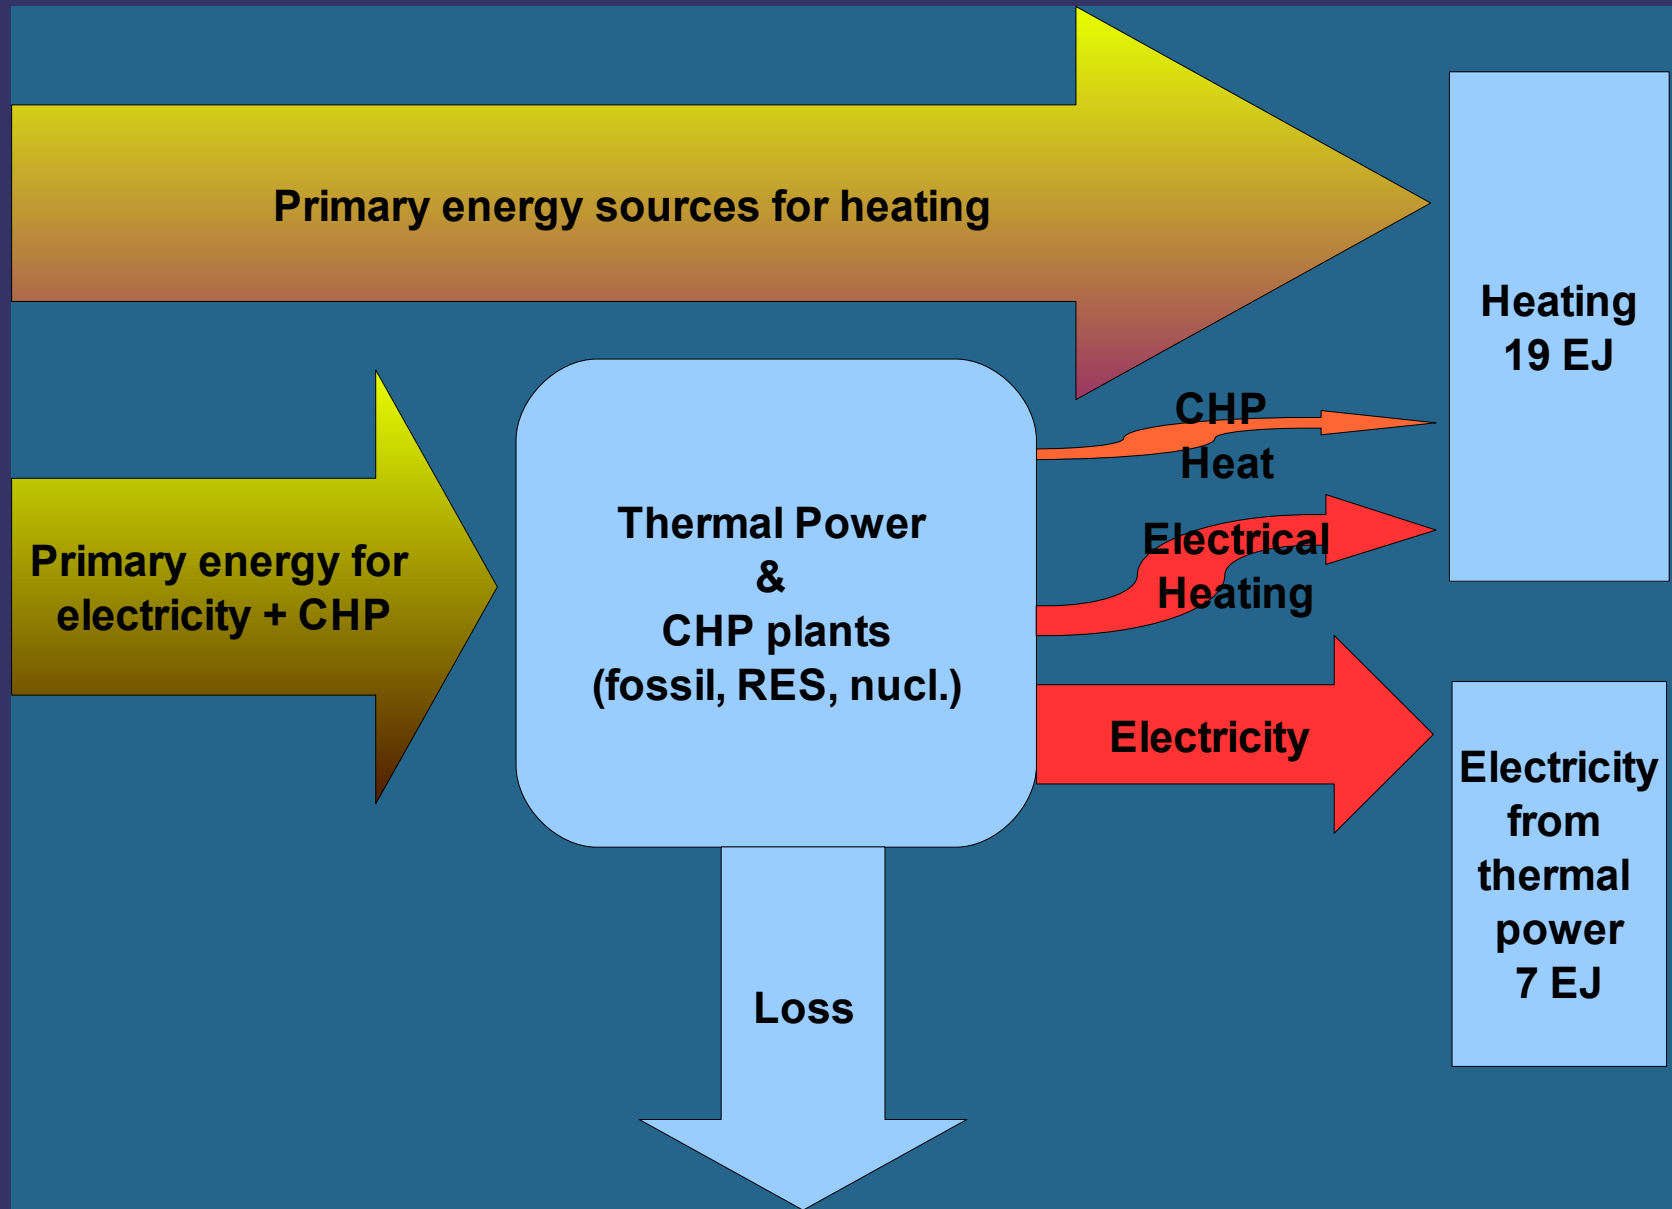 Primary energy sources for heating
Heating
19 EJ
CHP
Heat
Thermal Power
&
CHP plants
(fossil, RES, nucl.)
Electrical
Heating
Primary energy for
electricity + CHP
Electricity
Electricity
from
thermal
power
7 EJ
Loss